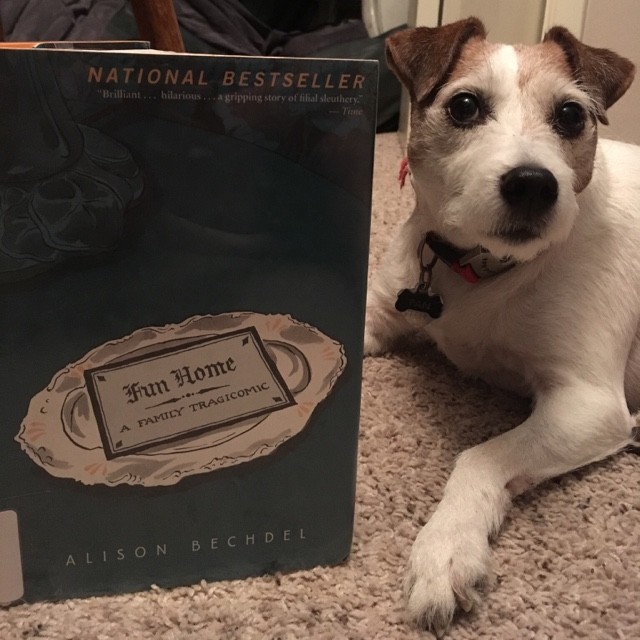 NATIONAL BESTSELLER
"Brilliant . . . hilarious . . . a gripping story of filial sleuthery."
— Time
Fun Home
A FAMILY TRAGICOMIC
ALISON BECHDEL